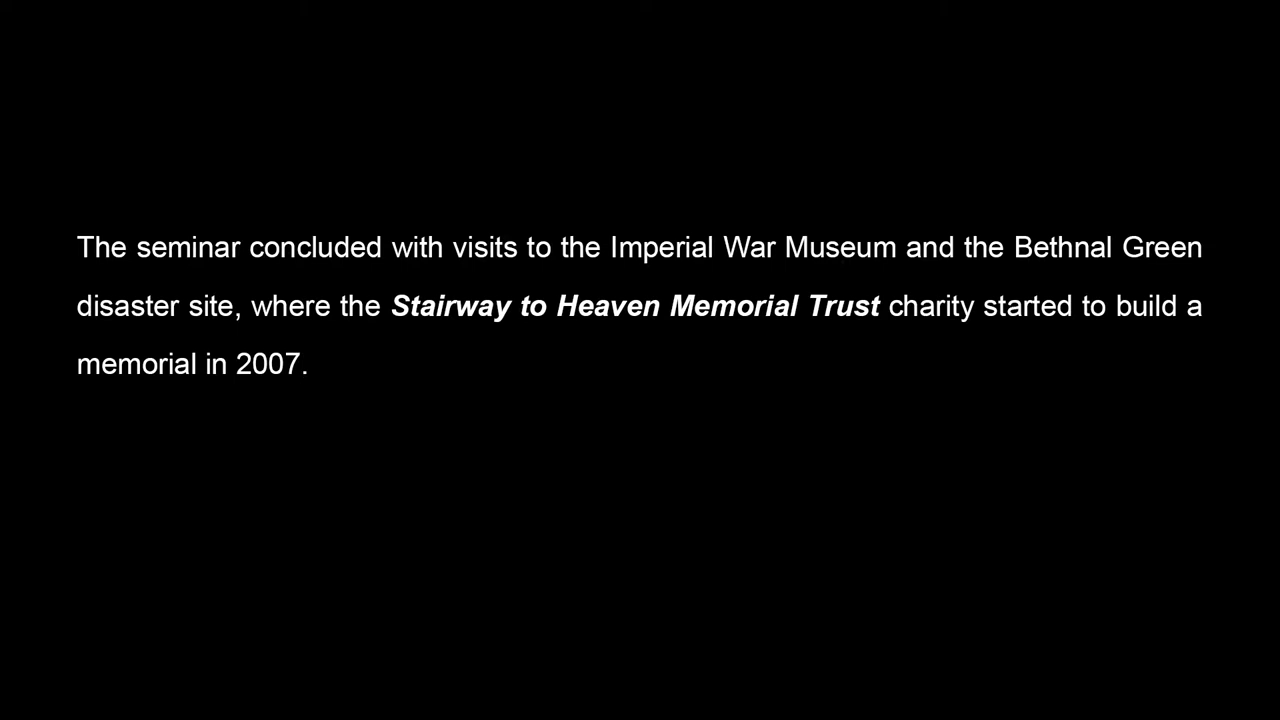 The seminar concluded with visits to the Imperial War Museum and the Bethnal Green
disaster site, where the Stairway to Heaven Memorial Trust charity started to build a
memorial in 2007.